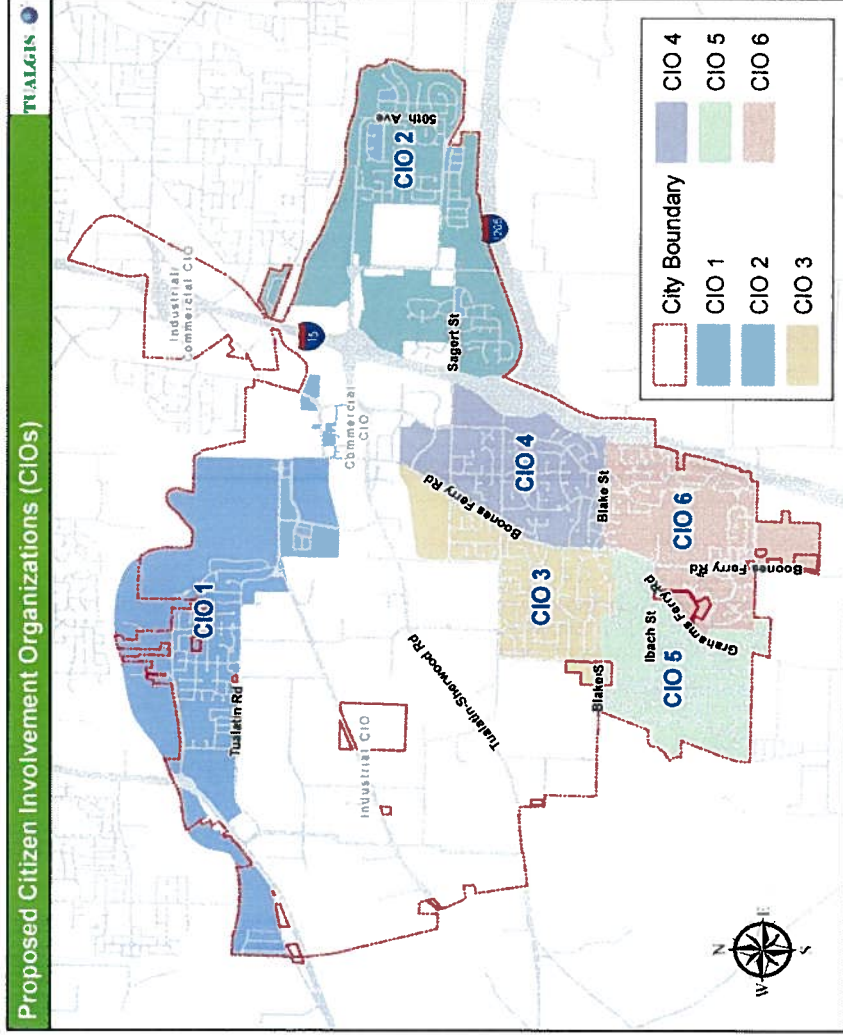 Proposed Citizen Involvement Organizations (CIOs)
TUALGIS
Industrial/
Commercial CIO
I5
Commercial
CIO
CIO 1
Tualatin Rd
CIO 2
50th Ave
I205
Sagert St
Industrial CIO
Tualatin-Sherwood Rd
Boones Ferry Rd
CIO 4
CIO 3
Blake St
Blake S
CIO 6
Ibach St
Grahams Ferry Rd
CIO 5
Boones
Ferry Rd
N
E
S
W
City Boundary
CIO 1
CIO 2
CIO 3
CIO 4
CIO 5
CIO 6